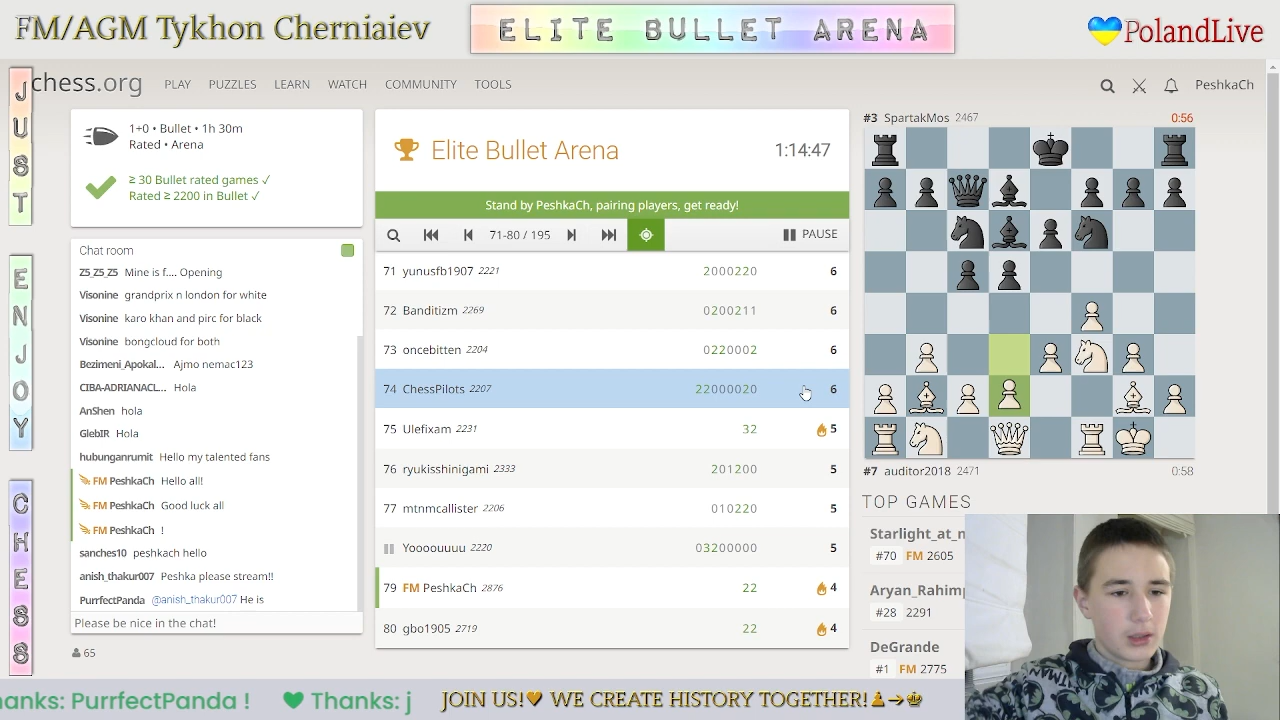 FM/AGM Tykhon Cherniaiev
ELITE BULLET ARENA
PolandLive
chess.org PLAY PUZZLES LEARN WATCH COMMUNITY TOOLS PeshkaCh
JUST
ENJOY
CHESS
1+0 • Bullet • 1h 30m
Rated • Arena
≥ 30 Bullet rated games ✓
Rated ≥ 2200 in Bullet ✓
Chat room
Z5_Z5_Z5 Mine is f.... Opening
Visonine grandprix n london for white
Visonine karo khan and pirc for black
Visonine bongcloud for both
Bezimeni_Apokal... Ajmo nemac123
CIBA-ADRIANACL... Hola
AnShen hola
GlebIR Hola
hubunganrumit Hello my talented fans
FM PeshkaCh Hello all!
FM PeshkaCh Good luck all
FM PeshkaCh !
sanches10 peshkach hello
anish_thakur007 Peshka please stream!!
PurrfectPanda @anish_thakur007 He is
Please be nice in the chat!
65
Elite Bullet Arena 1:14:47
Stand by PeshkaCh, pairing players, get ready!
71-80 / 195 PAUSE
71 yunusfb1907 2221 2000220 6
72 Banditizm 2269 0200211 6
73 oncebitten 2204 0220002 6
74 ChessPilots 2207 22000020 6
75 Ulefixam 2231 32 5
76 ryukisshinigami 2333 201200 5
77 mtnmcallister 2206 010220 5
Yoooouuuu 2220 03200000 5
79 FM PeshkaCh 2876 22 4
80 gbo1905 2719 22 4
#3 SpartakMos 2467 0:56
#7 auditor2018 2471 0:58
TOP GAMES
Starlight_at_n
#70 FM 2605
Aryan_Rahim
#28 2291
DeGrande
#1 FM 2775
hanks: PurrfectPanda ! Thanks: j
JOIN US! WE CREATE HISTORY TOGETHER!